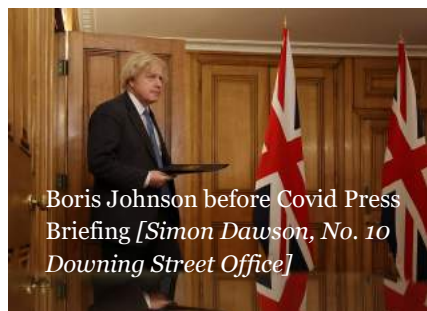 Boris Johnson before Covid Press
Briefing [Simon Dawson, No. 10
Downing Street Office]